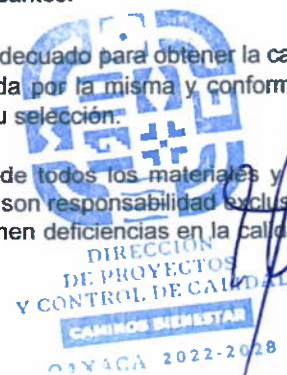 decuado para obtener la ca
da por la misma y conform
u selección.
de todos los materiales y
son responsabilidad exclus
nen deficiencias en la calid
DIRECCIÓN
DE PROYECTOS
Y CONTROL DE CALIDAD
CAMINOS BIENESTAR
OAXACA 2022-2028